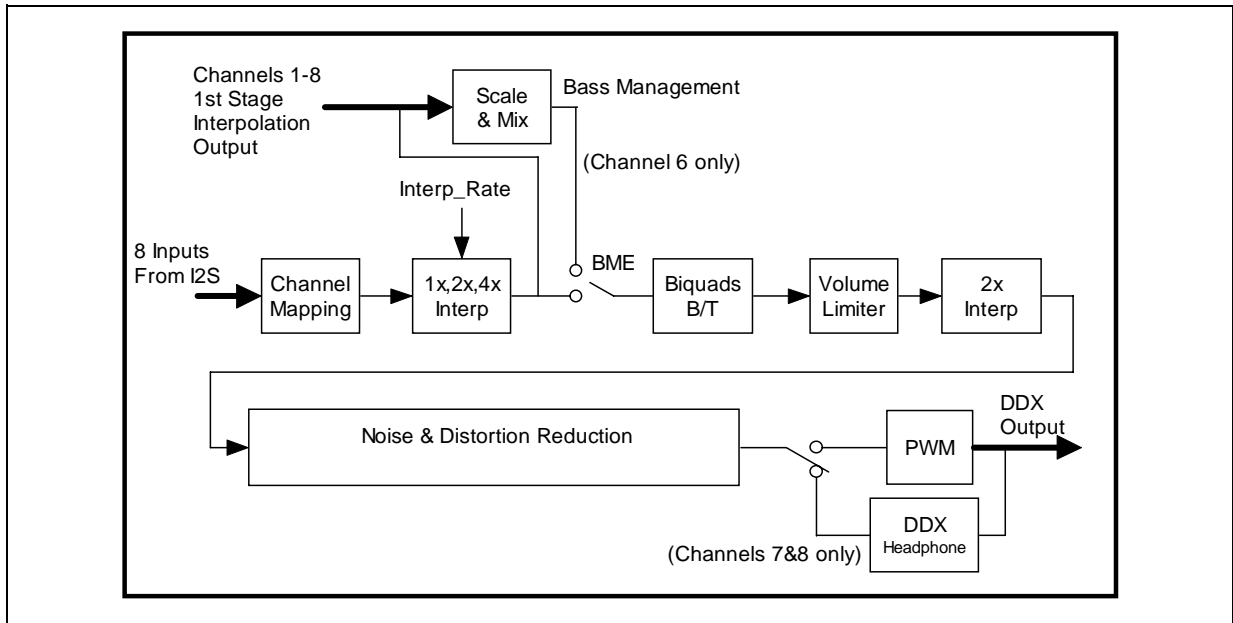 Channels 1-8
1st Stage
Interpolation
Output
Scale
& Mix
Bass Management
(Channel 6 only)
Interp_Rate
8 Inputs
From I2S
Channel
Mapping
1x,2x,4x
Interp
BME
Biquads
B/T
Volume
Limiter
2x
Interp
Noise & Distortion Reduction
PWM
DDX
Output
DDX
Headphone
(Channels 7&8 only)